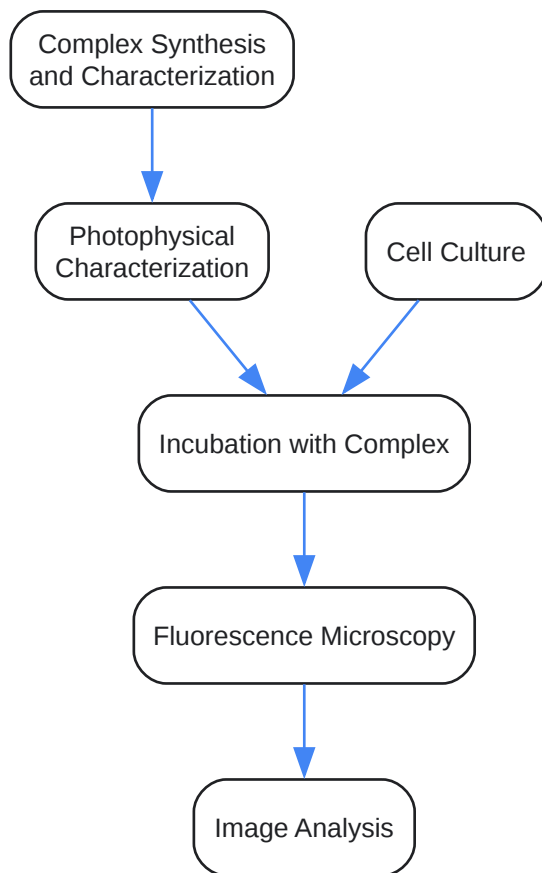 Complex Synthesis
and Characterization
Photophysical
Characterization
Cell Culture
Incubation with Complex
Fluorescence Microscopy
Image Analysis